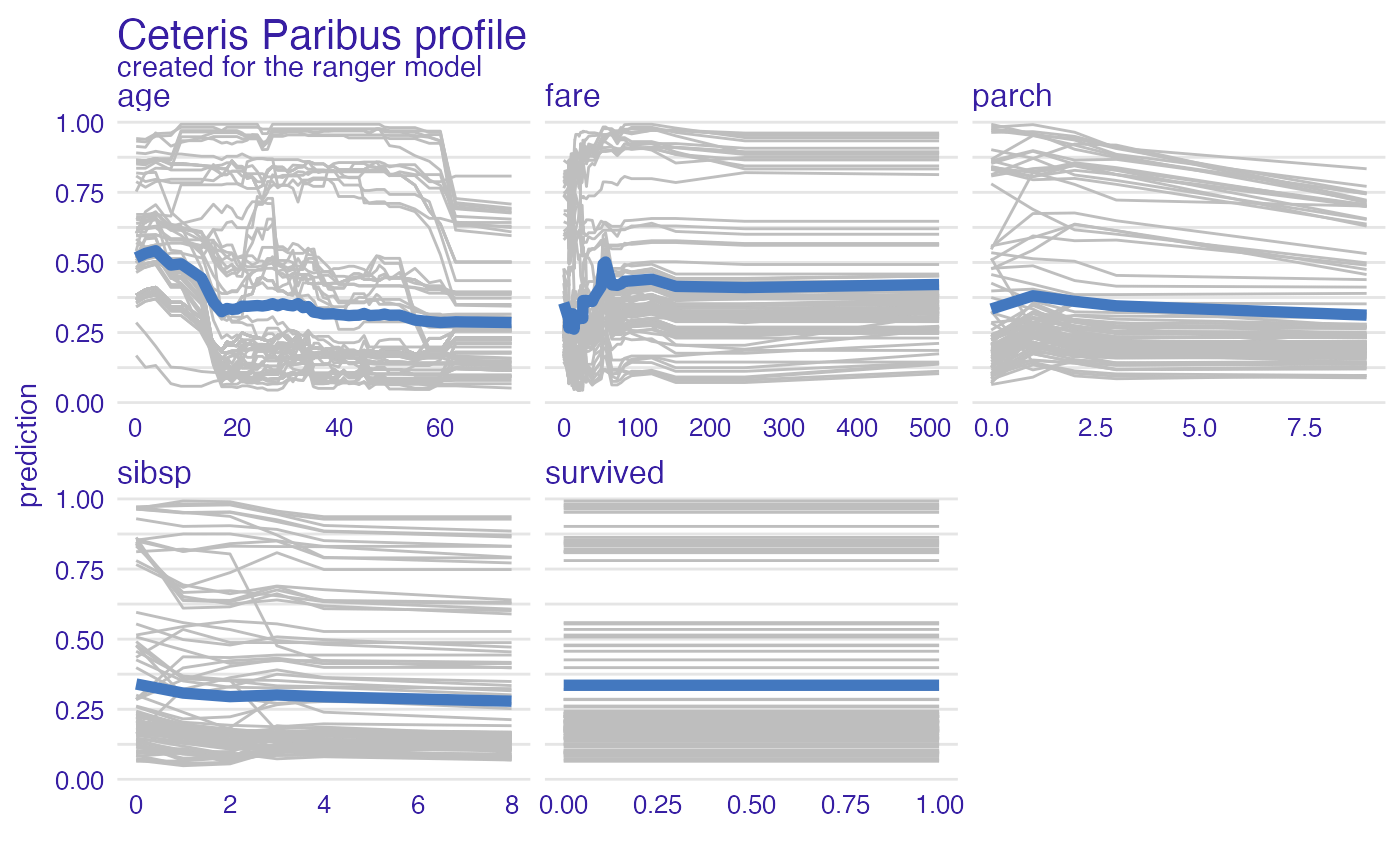 Ceteris Paribus profile
created for the ranger model
age
fare
parch
1.00
0.75
0.50
0.25
0.00
0 20 40 60
0 100 200 300 400 500
0.0 2.5 5.0 7.5
prediction
sibsp
survived
1.00
0.75
0.50
0.25
0.00
0 2 4 6 8
0.00 0.25 0.50 0.75 1.00